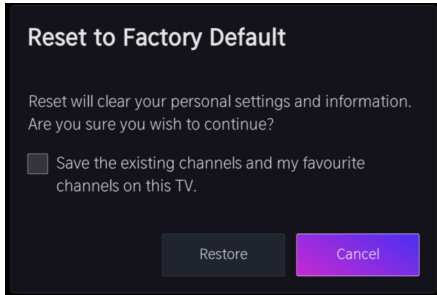 Reset to Factory Default
Reset will clear your personal settings and information.
Are you sure you wish to continue?
Save the existing channels and my favourite
channels on this TV.
Restore
Cancel